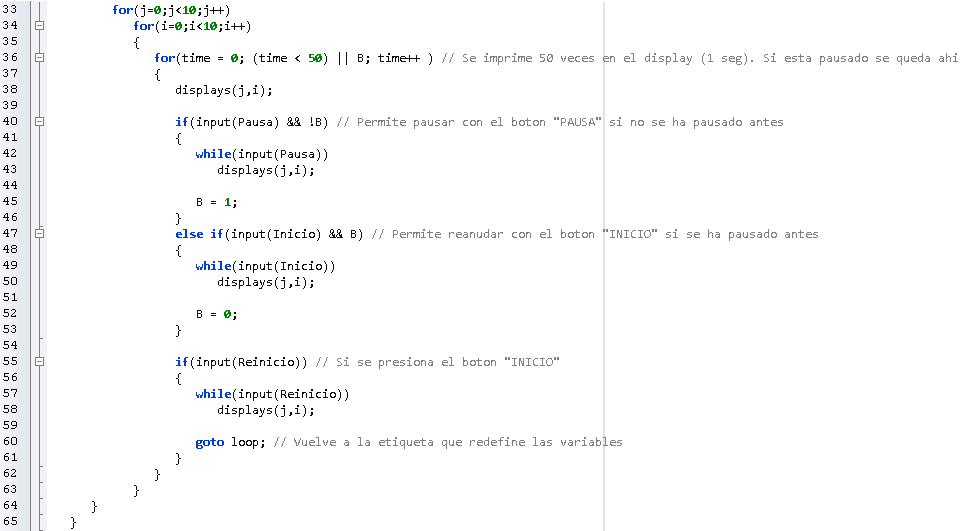 33 for(j=0;j<10;j++)
34 for(i=0;i<10;i++)
35 {
36 for(time = 0; (time < 50) || B; time++ ) // Se imprime 50 veces en el display (1 seg). Si esta pausado se queda ahi
37 {
38 displays(j,i);
39
40 if(input(Pausa) && !B) // Permite pausar con el boton "PAUSA" si no se ha pausado antes
41 {
42 while(input(Pausa))
43 displays(j,i);
44
45 B = 1;
46 }
47 else if(input(Inicio) && B) // Permite reanudar con el boton "INICIO" si se ha pausado antes
48 {
49 while(input(Inicio))
50 displays(j,i);
51
52 B = 0;
53 }
54
55 if(input(Reinicio)) // Si se presiona el boton "INICIO"
56 {
57 while(input(Reinicio))
58 displays(j,i);
59
60 goto loop; // Vuelve a la etiqueta que redefine las variables
61 }
62 }
63 }
64 }
65 }